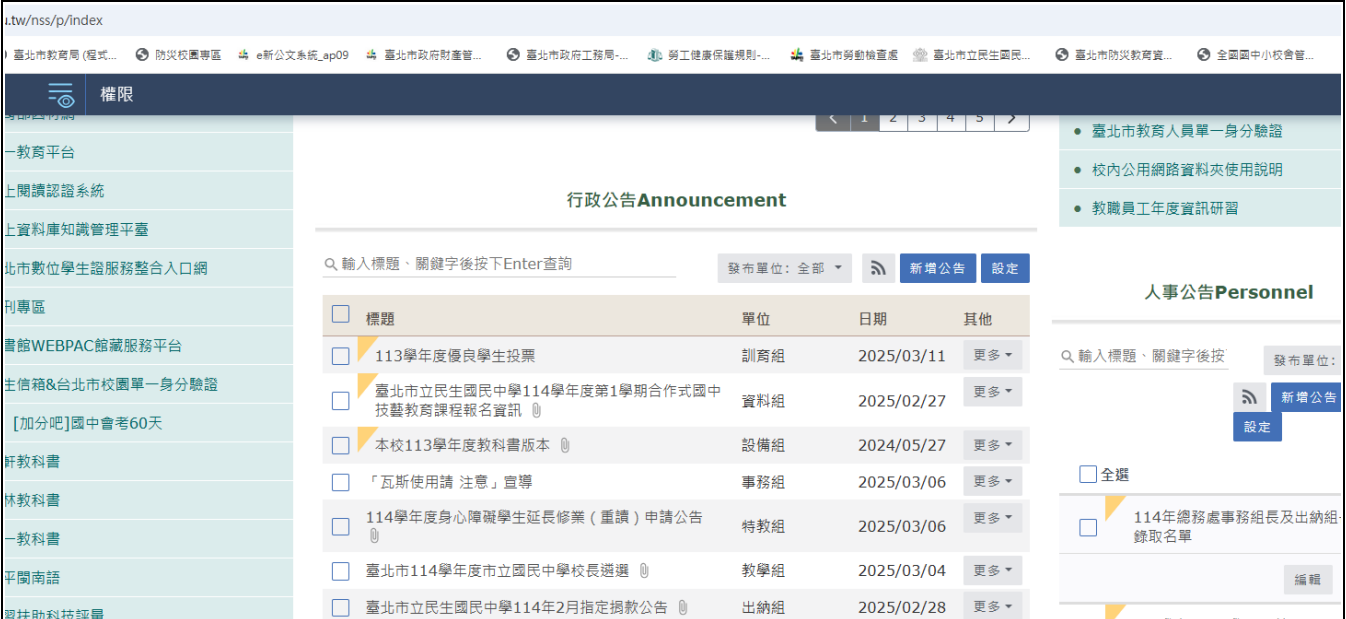 u.tw/nss/p/index
臺北市教育局 (程式...
防災校園專區
e新公文系統_ap09
臺北市政府財產管...
臺北市政府工務局-...
勞工健康保護規則-...
臺北市勞動檢查處
臺北市立民生國民...
臺北市防災教育資...
全國國中小校會管...
權限
一教育平台
上閱讀認證系統
上資料庫知識管理平臺
北市數位學生證服務整合入口網
刊專區
書館WEBPAC館藏服務平台
生信箱&台北市校園單一身分驗證
[加分吧]國中會考60天
軒教科書
林教科書
一教科書
平閩南語
習扶助科技評量
1 2 3 4 5
行政公告Announcement
輸入標題、關鍵字後按下Enter查詢
發布單位: 全部
新增公告
設定
標題 單位 日期 其他
113學年度優良學生投票 訓育組 2025/03/11 更多
臺北市立民生國民中學114學年度第1學期合作式國中
技藝教育課程報名資訊 資料組 2025/02/27 更多
本校113學年度教科書版本 設備組 2024/05/27 更多
「瓦斯使用請 注意」宣導 事務組 2025/03/06 更多
114學年度身心障礙學生延長修業(重讀)申請公告 特教組 2025/03/06 更多
臺北市114學年度市立國民中學校長遴選 教學組 2025/03/04 更多
臺北市立民生國民中學114年2月指定捐款公告 出納組 2025/02/28 更多
臺北市教育人員單一身分驗證
校內公用網路資料夾使用說明
教職員工年度資訊研習
人事公告Personnel
輸入標題、關鍵字後按
發布單位:
新增公告
設定
全選
114年總務處事務組長及出納組
錄取名單
編輯